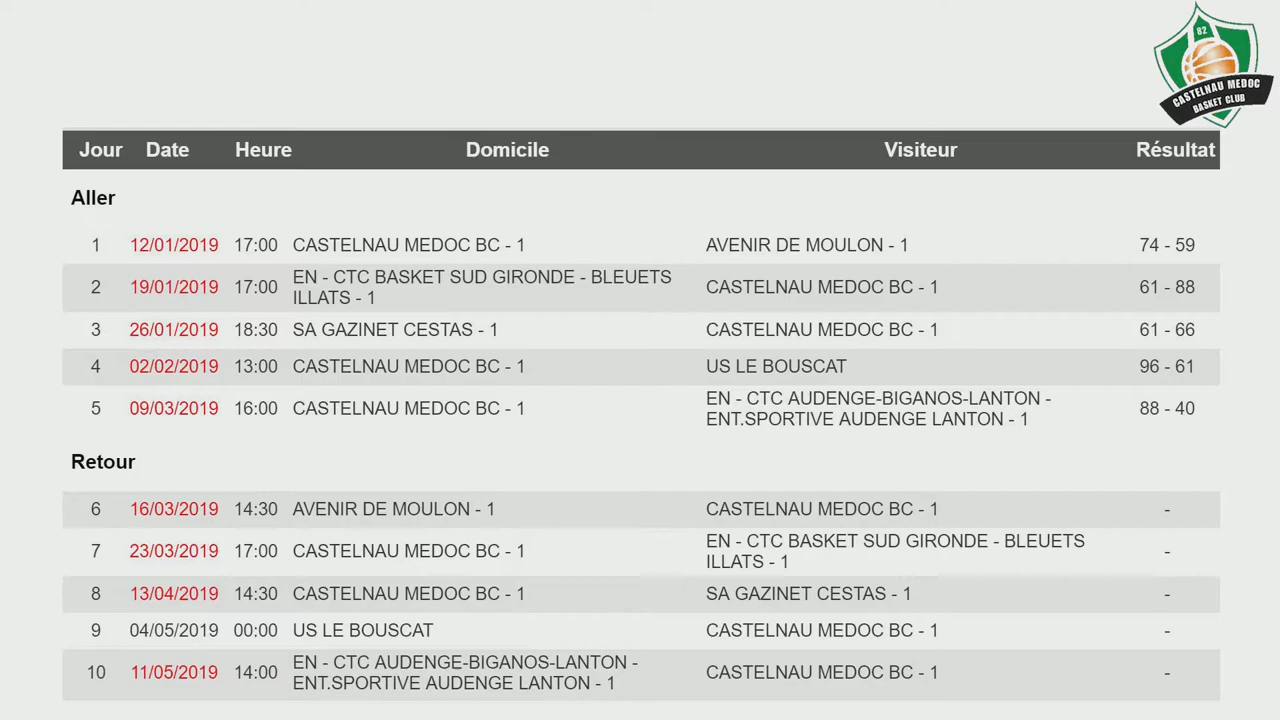 82
CASTELNAU MEDOC
BASKET CLUB
Jour Date Heure Domicile Visiteur Résultat
Aller
1 12/01/2019 17:00 CASTELNAU MEDOC BC - 1 AVENIR DE MOULON - 1 74 - 59
2 19/01/2019 17:00 EN - CTC BASKET SUD GIRONDE - BLEUETS
ILLATS - 1 CASTELNAU MEDOC BC - 1 61 - 88
3 26/01/2019 18:30 SA GAZINET CESTAS - 1 CASTELNAU MEDOC BC - 1 61 - 66
4 02/02/2019 13:00 CASTELNAU MEDOC BC - 1 US LE BOUSCAT 96 - 61
5 09/03/2019 16:00 CASTELNAU MEDOC BC - 1 EN - CTC AUDENGE-BIGANOS-LANTON -
ENT.SPORTIVE AUDENGE LANTON - 1 88 - 40
Retour
6 16/03/2019 14:30 AVENIR DE MOULON - 1 CASTELNAU MEDOC BC - 1 -
7 23/03/2019 17:00 CASTELNAU MEDOC BC - 1 EN - CTC BASKET SUD GIRONDE - BLEUETS
ILLATS - 1 -
8 13/04/2019 14:30 CASTELNAU MEDOC BC - 1 SA GAZINET CESTAS - 1 -
9 04/05/2019 00:00 US LE BOUSCAT CASTELNAU MEDOC BC - 1 -
10 11/05/2019 14:00 EN - CTC AUDENGE-BIGANOS-LANTON -
ENT.SPORTIVE AUDENGE LANTON - 1 CASTELNAU MEDOC BC - 1 -